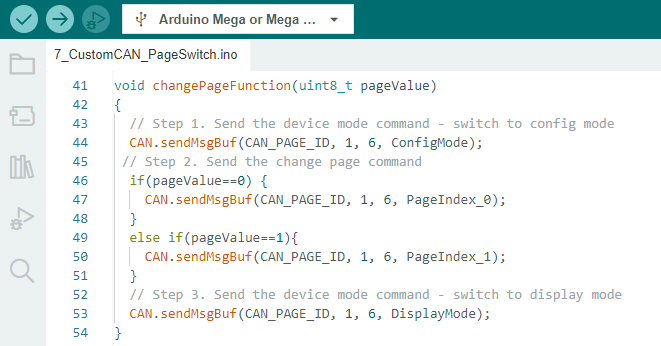 Arduino Mega or Mega ...
7_CustomCAN_PageSwitch.ino
41 void changePageFunction(uint8_t pageValue)
42 {
43   // Step 1. Send the device mode command - switch to config mode
44   CAN.sendMsgBuf(CAN_PAGE_ID, 1, 6, ConfigMode);
45  // Step 2. Send the change page command
46   if(pageValue==0) {
47     CAN.sendMsgBuf(CAN_PAGE_ID, 1, 6, PageIndex_0);
48   }
49   else if(pageValue==1){
50     CAN.sendMsgBuf(CAN_PAGE_ID, 1, 6, PageIndex_1);
51   }
52   // Step 3. Send the device mode command - switch to display mode
53   CAN.sendMsgBuf(CAN_PAGE_ID, 1, 6, DisplayMode);
54 }